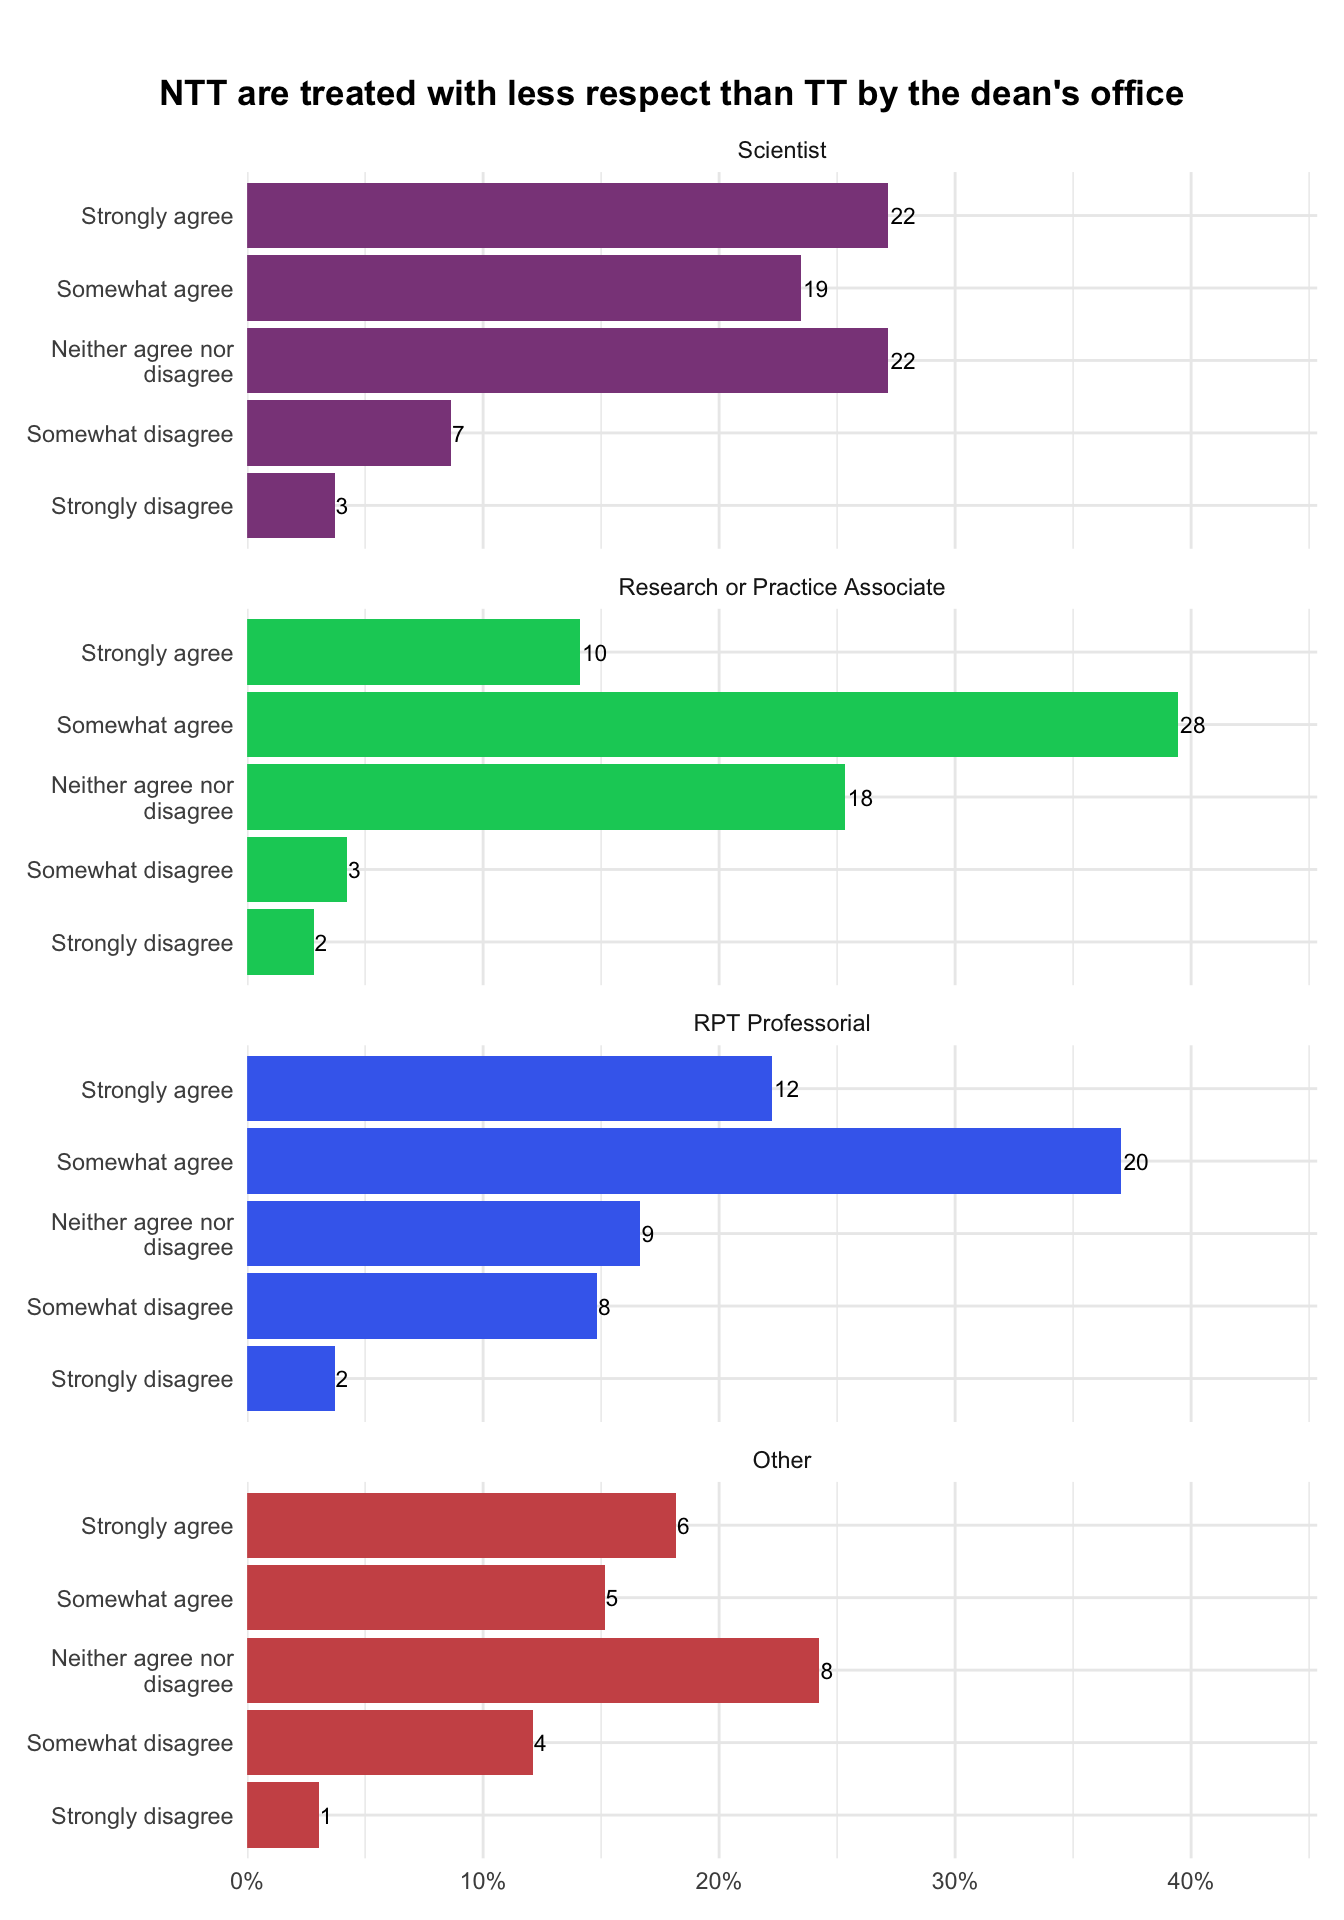 NTT are treated with less respect than TT by the dean's office
Scientist
Strongly agree
22
Somewhat agree
19
Neither agree nor
disagree
22
Somewhat disagree
7
Strongly disagree
3
Research or Practice Associate
Strongly agree
10
Somewhat agree
28
Neither agree nor
disagree
18
Somewhat disagree
3
Strongly disagree
2
RPT Professorial
Strongly agree
12
Somewhat agree
20
Neither agree nor
disagree
9
Somewhat disagree
8
Strongly disagree
2
Other
Strongly agree
6
Somewhat agree
5
Neither agree nor
disagree
8
Somewhat disagree
4
Strongly disagree
1
0% 10% 20% 30% 40%